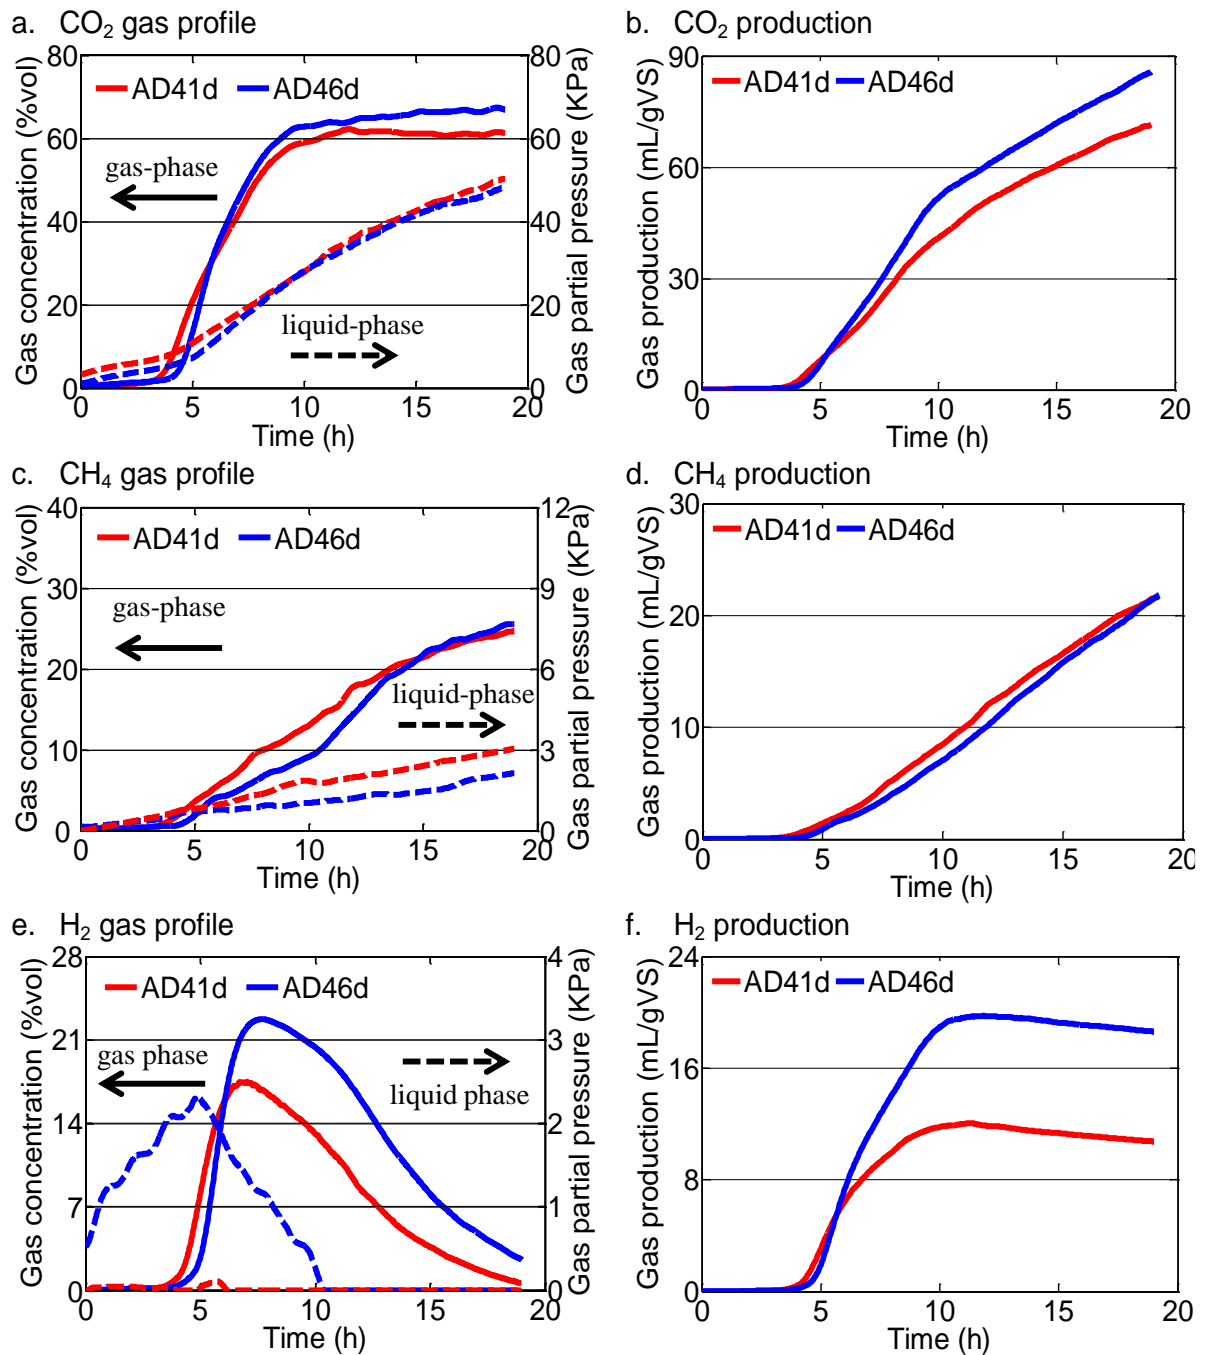 a. CO₂ gas profile
Gas concentration (%vol)
80
60
40
20
0
AD41d
AD46d
gas-phase
liquid-phase
80
60
40
20
0
Gas partial pressure (KPa)
0 5 10 15 20
Time (h)
b. CO₂ production
Gas production (mL/gVS)
90
60
30
0
AD41d
AD46d
0 5 10 15 20
Time (h)
c. CH₄ gas profile
Gas concentration (%vol)
40
30
20
10
0
AD41d
AD46d
gas-phase
liquid-phase
12
9
6
3
0
Gas partial pressure (KPa)
0 5 10 15 20
Time (h)
d. CH₄ production
Gas production (mL/gVS)
30
20
10
0
AD41d
AD46d
0 5 10 15 20
Time (h)
e. H₂ gas profile
Gas concentration (%vol)
28
21
14
7
0
AD41d
AD46d
gas phase
liquid phase
4
3
2
1
0
Gas partial pressure (KPa)
0 5 10 15 20
Time (h)
f. H₂ production
Gas production (mL/gVS)
24
16
8
0
AD41d
AD46d
0 5 10 15 20
Time (h)